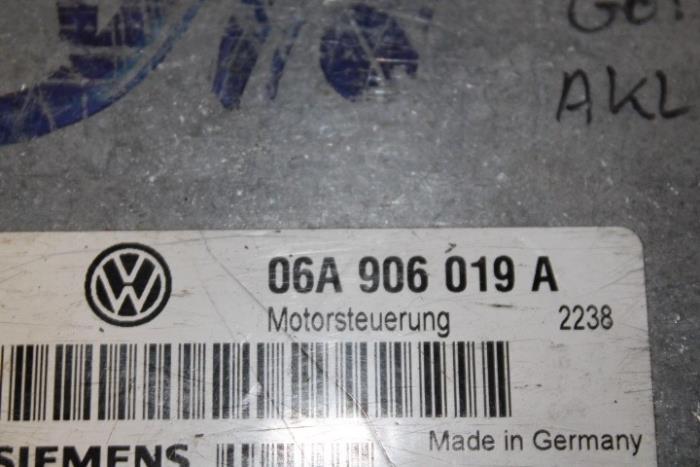 AKL
06A 906 019 A
Motorsteuerung 2238
Made in Germany
SIEMENS